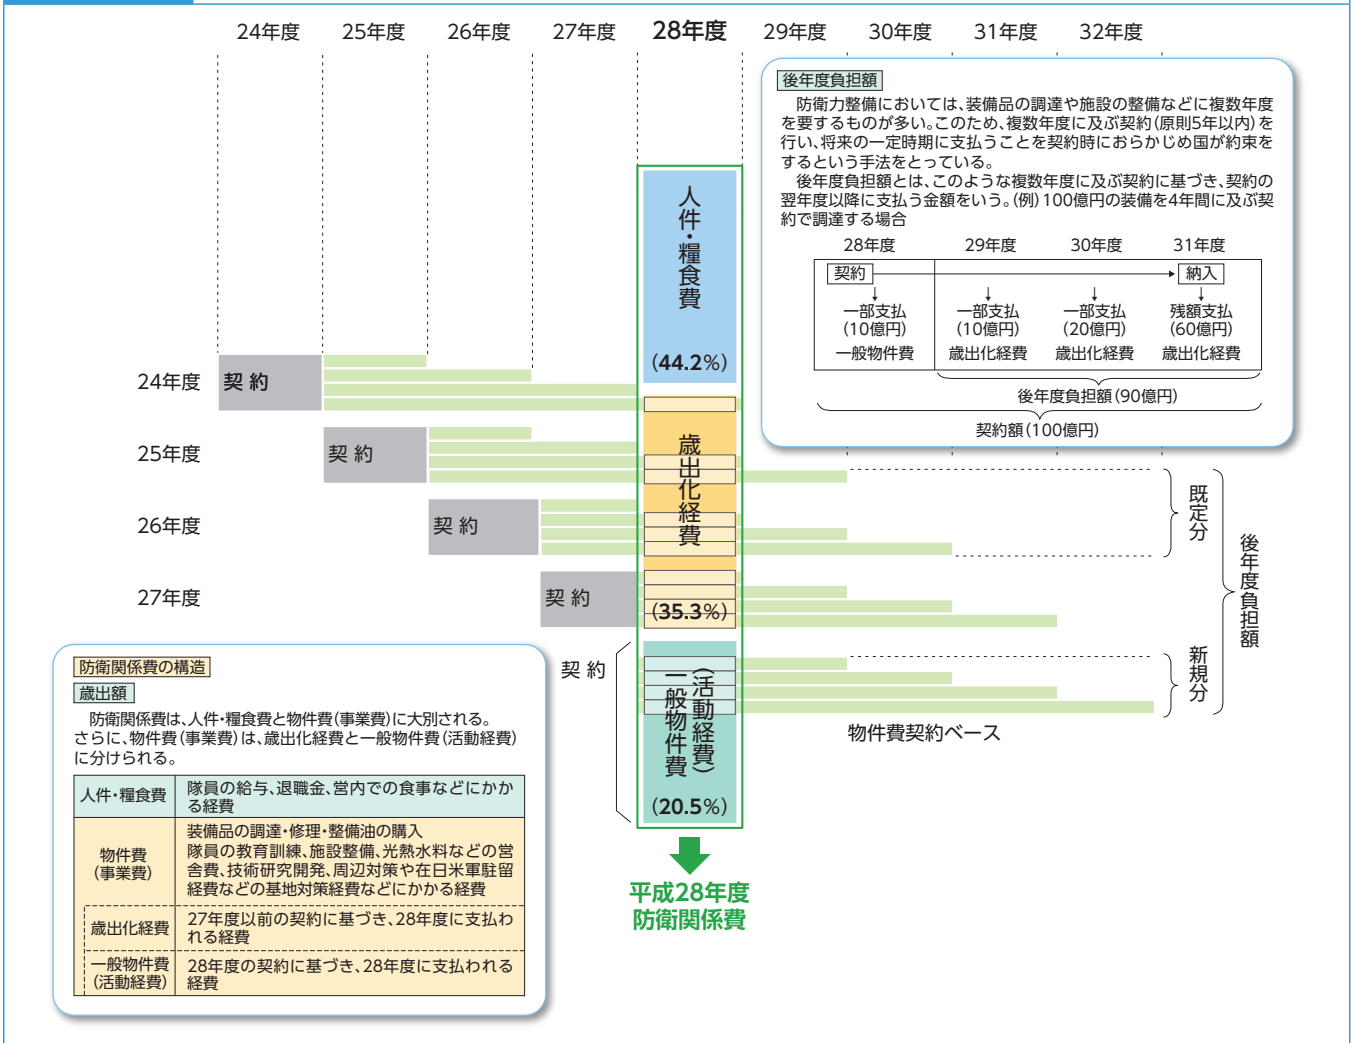 24年度 25年度 26年度 27年度 28年度 29年度 30年度 31年度 32年度
後年度負担額
防衛力整備においては、装備品の調達や施設の整備などに複数年度
を要するものが多い。このため、複数年度に及ぶ契約(原則5年以内)を
行い、将来の一定時期に支払うことを契約時におらかじめ国が約束を
するという手法をとっている。
後年度負担額とは、このような複数年度に及ぶ契約に基づき、契約の
翌年度以降に支払う金額をいう。(例)100億円の装備を4年間に及ぶ契
約で調達する場合
28年度 29年度 30年度 31年度
契約 納入
一部支払 一部支払 一部支払 残額支払
(10億円) (10億円) (20億円) (60億円)
一般物件費 歳出化経費 歳出化経費 歳出化経費
後年度負担額(90億円)
契約額(100億円)
人件・糧食費
(44.2%)
24年度 契約
25年度 契約
26年度 契約
27年度 契約
歳出化経費
(35.3%)
契約
一般物件費
(活動経費)
(20.5%)
既定分
新規分
後年度負担額
物件費契約ベース
平成28年度
防衛関係費
防衛関係費の構造
歳出額
防衛関係費は、人件・糧食費と物件費(事業費)に大別される。
さらに、物件費(事業費)は、歳出化経費と一般物件費(活動経費)
に分けられる。
人件・糧食費
隊員の給与、退職金、営内での食事などにかか
る経費
物件費
(事業費)
装備品の調達・修理・整備油の購入
隊員の教育訓練、施設整備、光熱水料などの営
舎費、技術研究開発、周辺対策や在日米軍駐留
経費などの基地対策経費などにかかる経費
歳出化経費
27年度以前の契約に基づき、28年度に支払わ
れる経費
一般物件費
(活動経費)
28年度の契約に基づき、28年度に支払われる
経費